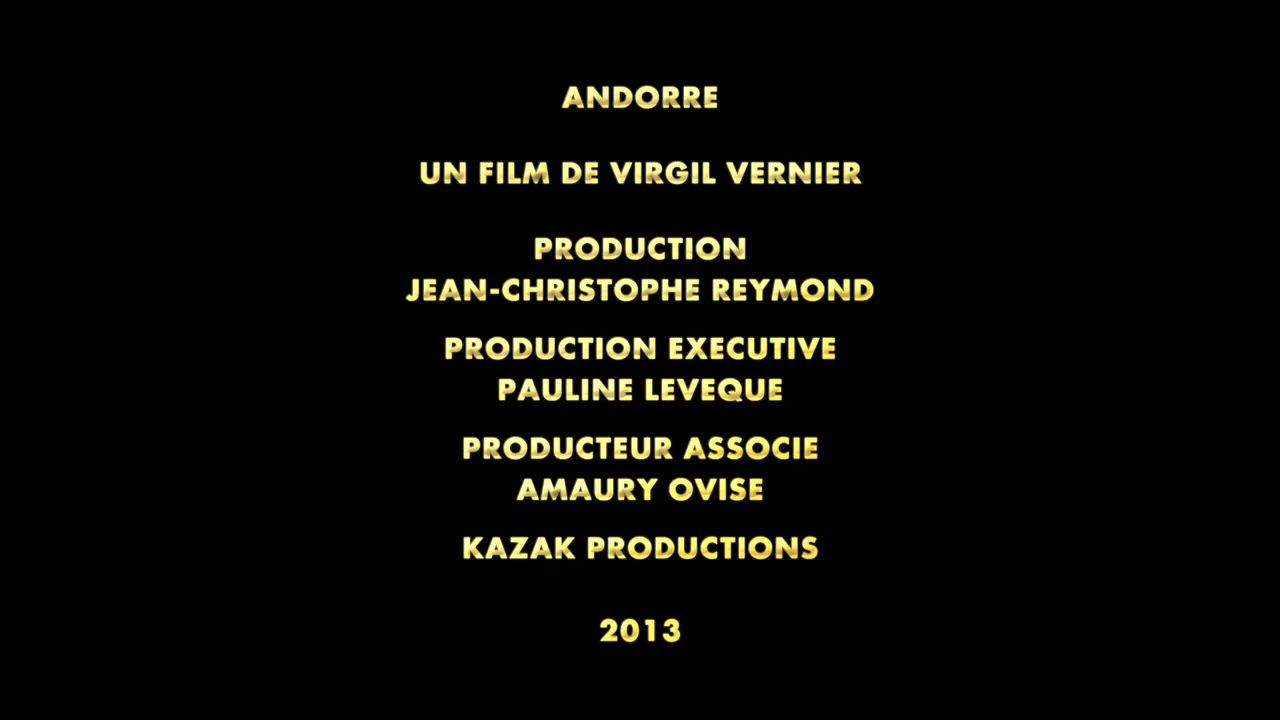 ANDORRE
UN FILM DE VIRGIL VERNIER
PRODUCTION
JEAN-CHRISTOPHE REYMOND
PRODUCTION EXECUTIVE
PAULINE LEVEQUE
PRODUCTEUR ASSOCIE
AMAURY OVISE
KAZAK PRODUCTIONS
2013